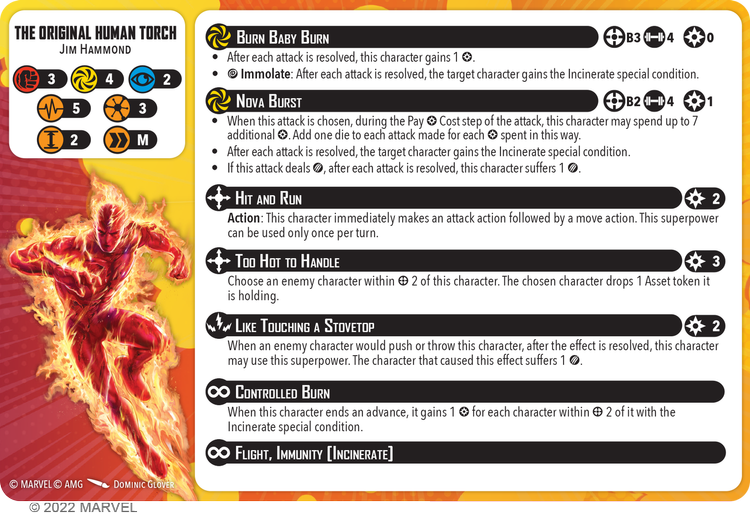 THE ORIGINAL HUMAN TORCH
JIM HAMMOND
3 4 2
5 3
2 M
BURN BABY BURN B3 4 0
• After each attack is resolved, this character gains 1 .
• Immolate: After each attack is resolved, the target character gains the Incinerate special condition.
NOVA BURST B2 4 1
• When this attack is chosen, during the Pay Cost step of the attack, this character may spend up to 7
additional . Add one die to each attack made for each spent in this way.
• After each attack is resolved, the target character gains the Incinerate special condition.
• If this attack deals , after each attack is resolved, this character suffers 1 .
HIT AND RUN 2
Action: This character immediately makes an attack action followed by a move action. This superpower
can be used only once per turn.
TOO HOT TO HANDLE 3
Choose an enemy character within 2 of this character. The chosen character drops 1 Asset token it
is holding.
LIKE TOUCHING A STOVETOP 2
When an enemy character would push or throw this character, after the effect is resolved, this character
may use this superpower. The character that caused this effect suffers 1 .
CONTROLLED BURN
When this character ends an advance, it gains 1 for each character within 2 of it with the
Incinerate special condition.
FLIGHT, IMMUNITY [INCINERATE]
© MARVEL © AMG DOMINIC GLOVER
© 2022 MARVEL